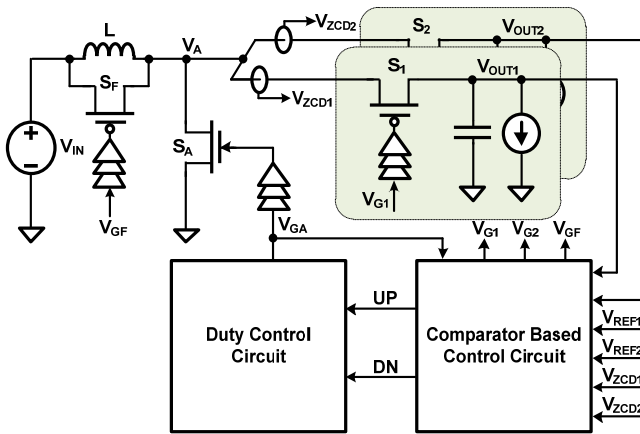 L
V_ZCD2
S_2
V_OUT2
V_A
S_F
V_ZCD1
S_1
V_OUT1
V_IN
S_A
V_GF
V_G1
V_GA
V_G1
V_G2
V_GF
Duty Control
Circuit
UP
DN
Comparator Based
Control Circuit
V_REF1
V_REF2
V_ZCD1
V_ZCD2